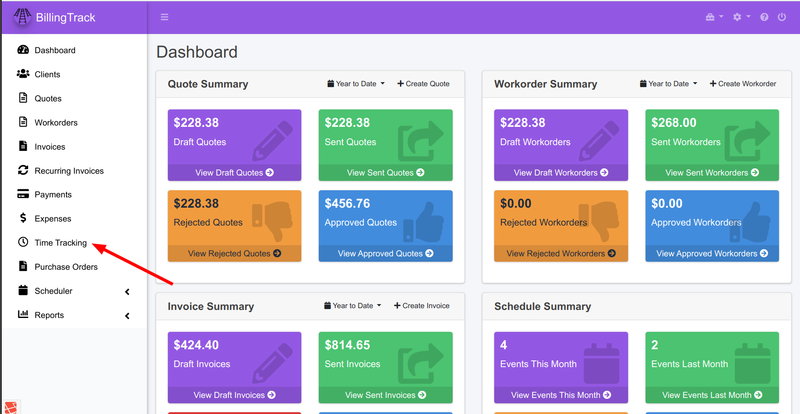 BillingTrack
Dashboard
Clients
Quotes
Workorders
Invoices
Recurring Invoices
Payments
Expenses
Time Tracking
Purchase Orders
Scheduler
Reports
Dashboard
Quote Summary
Year to Date
Create Quote
$228.38
Draft Quotes
View Draft Quotes
$228.38
Sent Quotes
View Sent Quotes
$228.38
Rejected Quotes
View Rejected Quotes
$456.76
Approved Quotes
View Approved Quotes
Workorder Summary
Year to Date
Create Workorder
$228.38
Draft Workorders
View Draft Workorders
$268.00
Sent Workorders
View Sent Workorders
$0.00
Rejected Workorders
View Rejected Workorders
$0.00
Approved Workorders
View Approved Workorders
Invoice Summary
Year to Date
Create Invoice
$424.40
Draft Invoices
View Draft Invoices
$814.65
Sent Invoices
View Sent Invoices
Schedule Summary
4
Events This Month
View Events This Month
2
Events Last Month
View Events Last Month